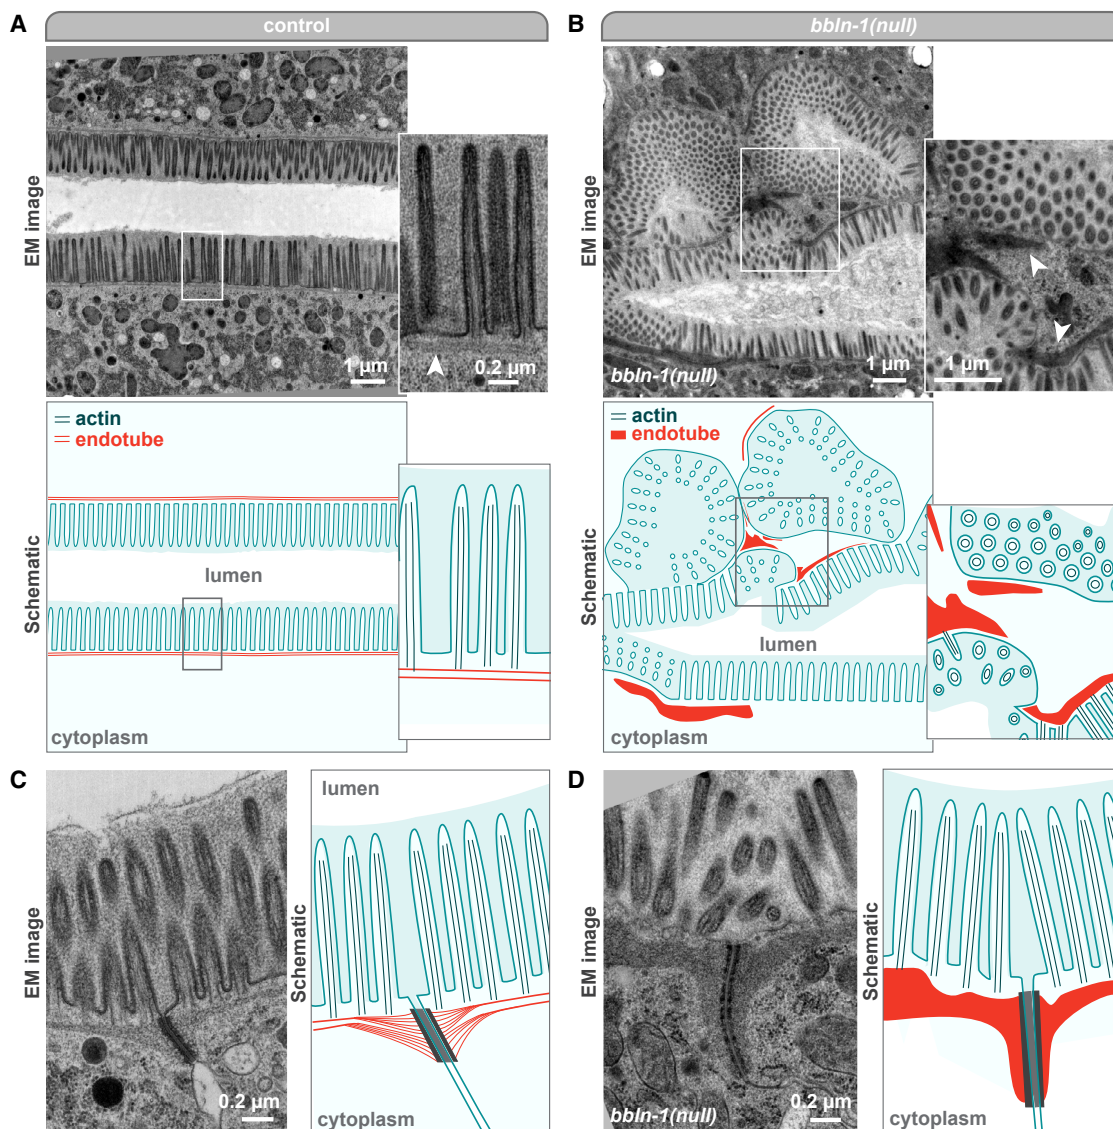 A
control
EM image
1 µm
0.2 µm
Schematic
actin
endotube
lumen
cytoplasm
B
bbln-1(null)
EM image
bbln-1(null)
1 µm
1 µm
Schematic
actin
endotube
lumen
cytoplasm
C
EM image
0.2 µm
Schematic
lumen
cytoplasm
D
EM image
bbln-1(null)
0.2 µm
Schematic
cytoplasm